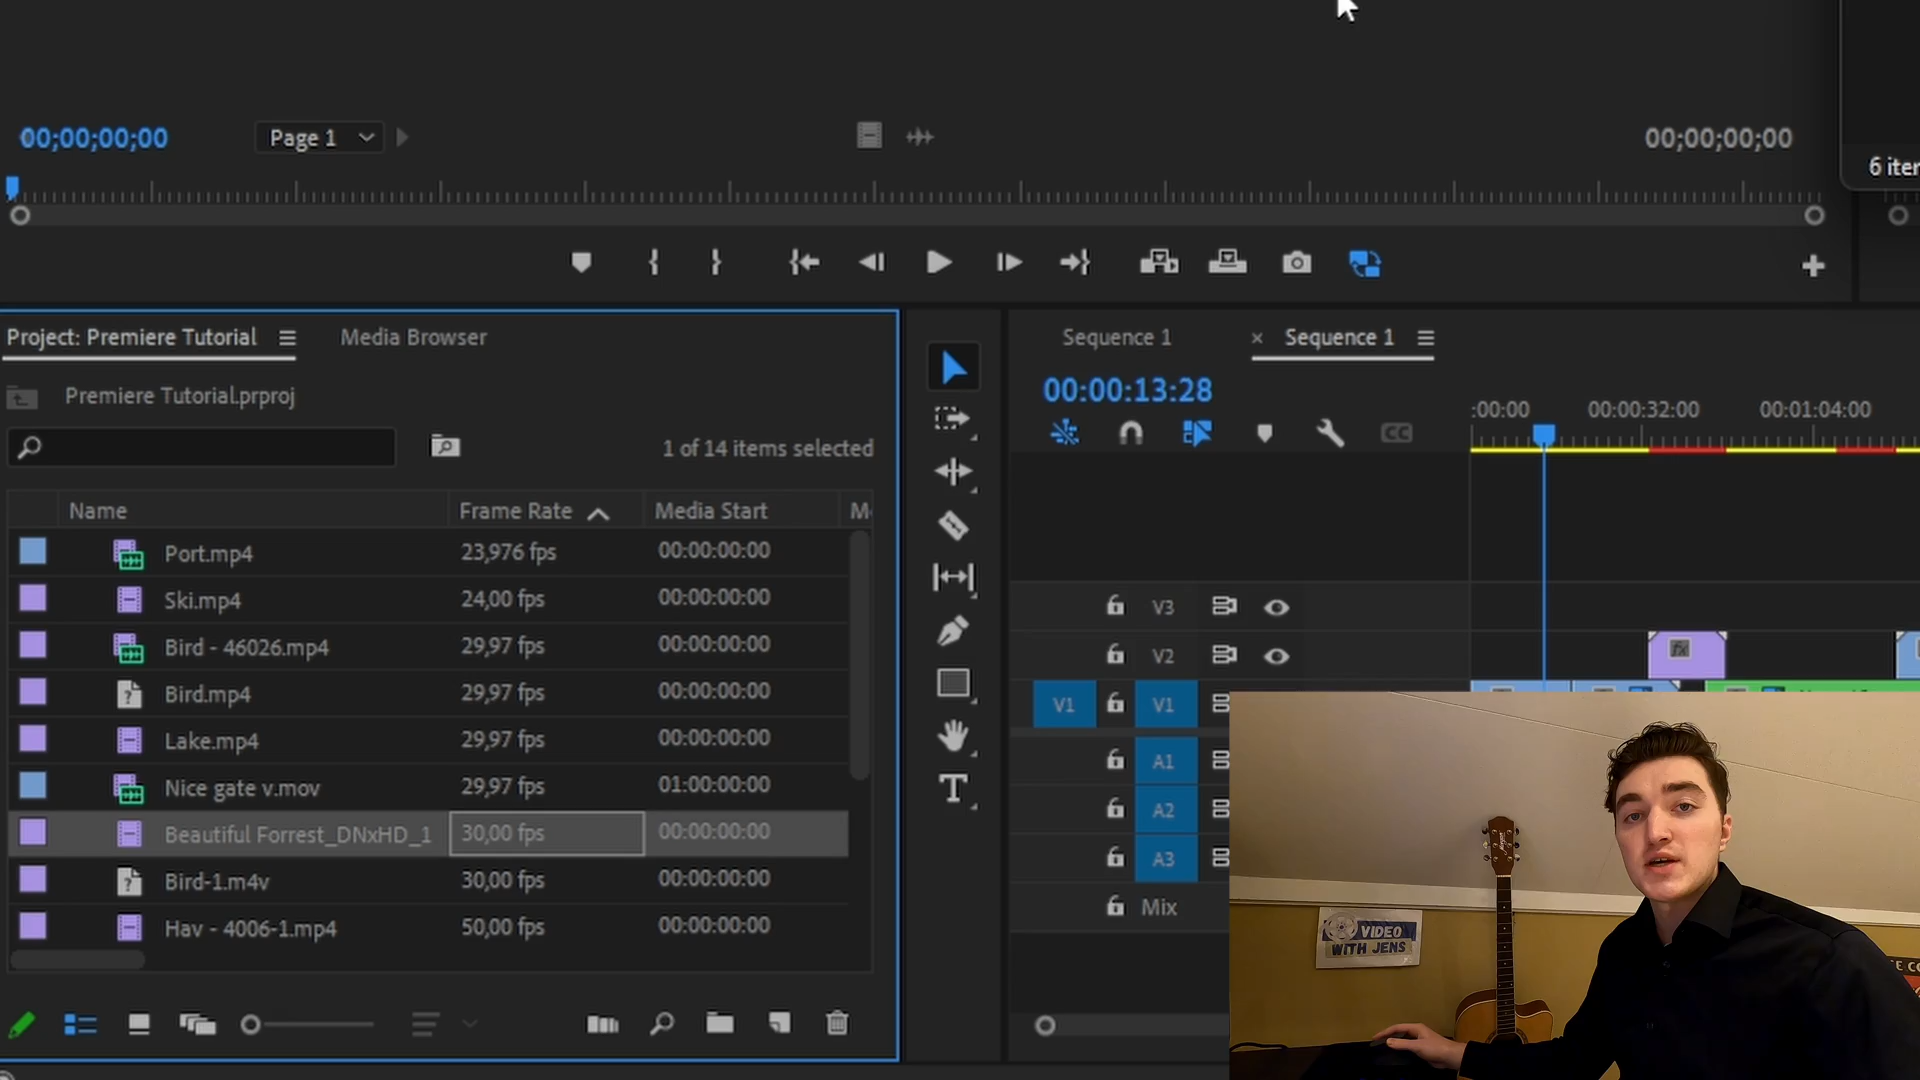 00;00;00;00
Page 1
00;00;00;00
Project: Premiere Tutorial
Media Browser
Premiere Tutorial.prproj
1 of 14 items selected
Name Frame Rate Media Start
Port.mp4 23,976 fps 00:00:00:00
Ski.mp4 24,00 fps 00:00:00:00
Bird - 46026.mp4 29,97 fps 00:00:00:00
Bird.mp4 29,97 fps 00:00:00:00
Lake.mp4 29,97 fps 00:00:00:00
Nice gate v.mov 29,97 fps 01:00:00:00
Beautiful Forrest_DNxHD_1 30,00 fps 00:00:00:00
Bird-1.m4v 30,00 fps 00:00:00:00
Hav - 4006-1.mp4 50,00 fps 00:00:00:00
Sequence 1
× Sequence 1
00:00:13:28
:00:00 00:00:32:00 00:01:04:00
CC
V3
V2
fx
V1 V1
A1
A2
A3
Mix
VIDEO
WITH JENS